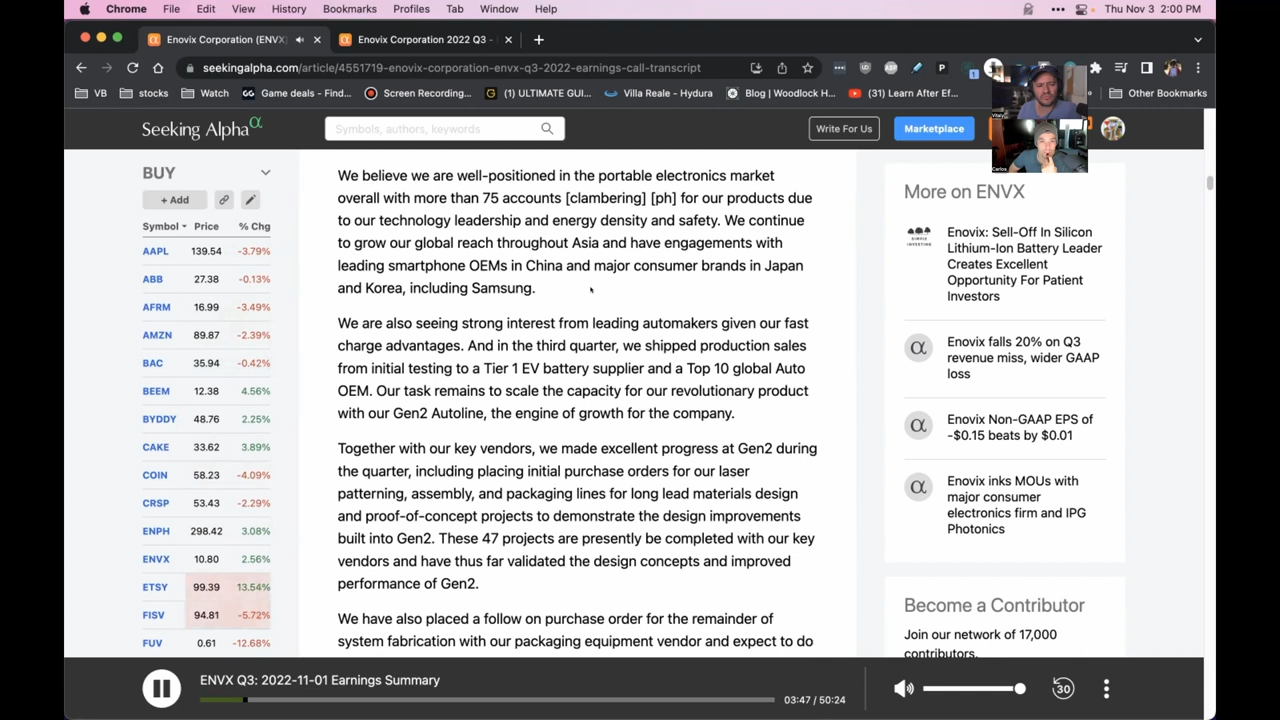 Chrome File Edit View History Bookmarks Profiles Tab Window Help
Thu Nov 3 2:00 PM
Enovix Corporation (ENVX)
Enovix Corporation 2022 Q3 -
seekingalpha.com/article/4551719-enovix-corporation-envx-q3-2022-earnings-call-transcript
VB stocks Watch Game deals - Find... Screen Recording... (1) ULTIMATE GUI... Villa Reale - Hydura Blog | Woodlock H... (31) Learn After Ef... Other Bookmarks
Vitaliy
Carlos
Seeking Alpha α
Symbols, authors, keywords
Write For Us
Marketplace
BUY
+ Add
Symbol Price % Chg
AAPL 139.54 -3.79%
ABB 27.38 -0.13%
AFRM 16.99 -3.49%
AMZN 89.87 -2.39%
BAC 35.94 -0.42%
BEEM 12.38 4.56%
BYDDY 48.76 2.25%
CAKE 33.62 3.89%
COIN 58.23 -4.09%
CRSP 53.43 -2.29%
ENPH 298.42 3.08%
ENVX 10.80 2.56%
ETSY 99.39 13.54%
FISV 94.81 -5.72%
FUV 0.61 -12.68%
We believe we are well-positioned in the portable electronics market
overall with more than 75 accounts [clambering] [ph] for our products due
to our technology leadership and energy density and safety. We continue
to grow our global reach throughout Asia and have engagements with
leading smartphone OEMs in China and major consumer brands in Japan
and Korea, including Samsung.
We are also seeing strong interest from leading automakers given our fast
charge advantages. And in the third quarter, we shipped production sales
from initial testing to a Tier 1 EV battery supplier and a Top 10 global Auto
OEM. Our task remains to scale the capacity for our revolutionary product
with our Gen2 Autoline, the engine of growth for the company.
Together with our key vendors, we made excellent progress at Gen2 during
the quarter, including placing initial purchase orders for our laser
patterning, assembly, and packaging lines for long lead materials design
and proof-of-concept projects to demonstrate the design improvements
built into Gen2. These 47 projects are presently be completed with our key
vendors and have thus far validated the design concepts and improved
performance of Gen2.
We have also placed a follow on purchase order for the remainder of
system fabrication with our packaging equipment vendor and expect to do
More on ENVX
Enovix: Sell-Off In Silicon
Lithium-Ion Battery Leader
Creates Excellent
Opportunity For Patient
Investors
Enovix falls 20% on Q3
revenue miss, wider GAAP
loss
Enovix Non-GAAP EPS of
-$0.15 beats by $0.01
Enovix inks MOUs with
major consumer
electronics firm and IPG
Photonics
Become a Contributor
Join our network of 17,000
contributors.
ENVX Q3: 2022-11-01 Earnings Summary
03:47 / 50:24
30